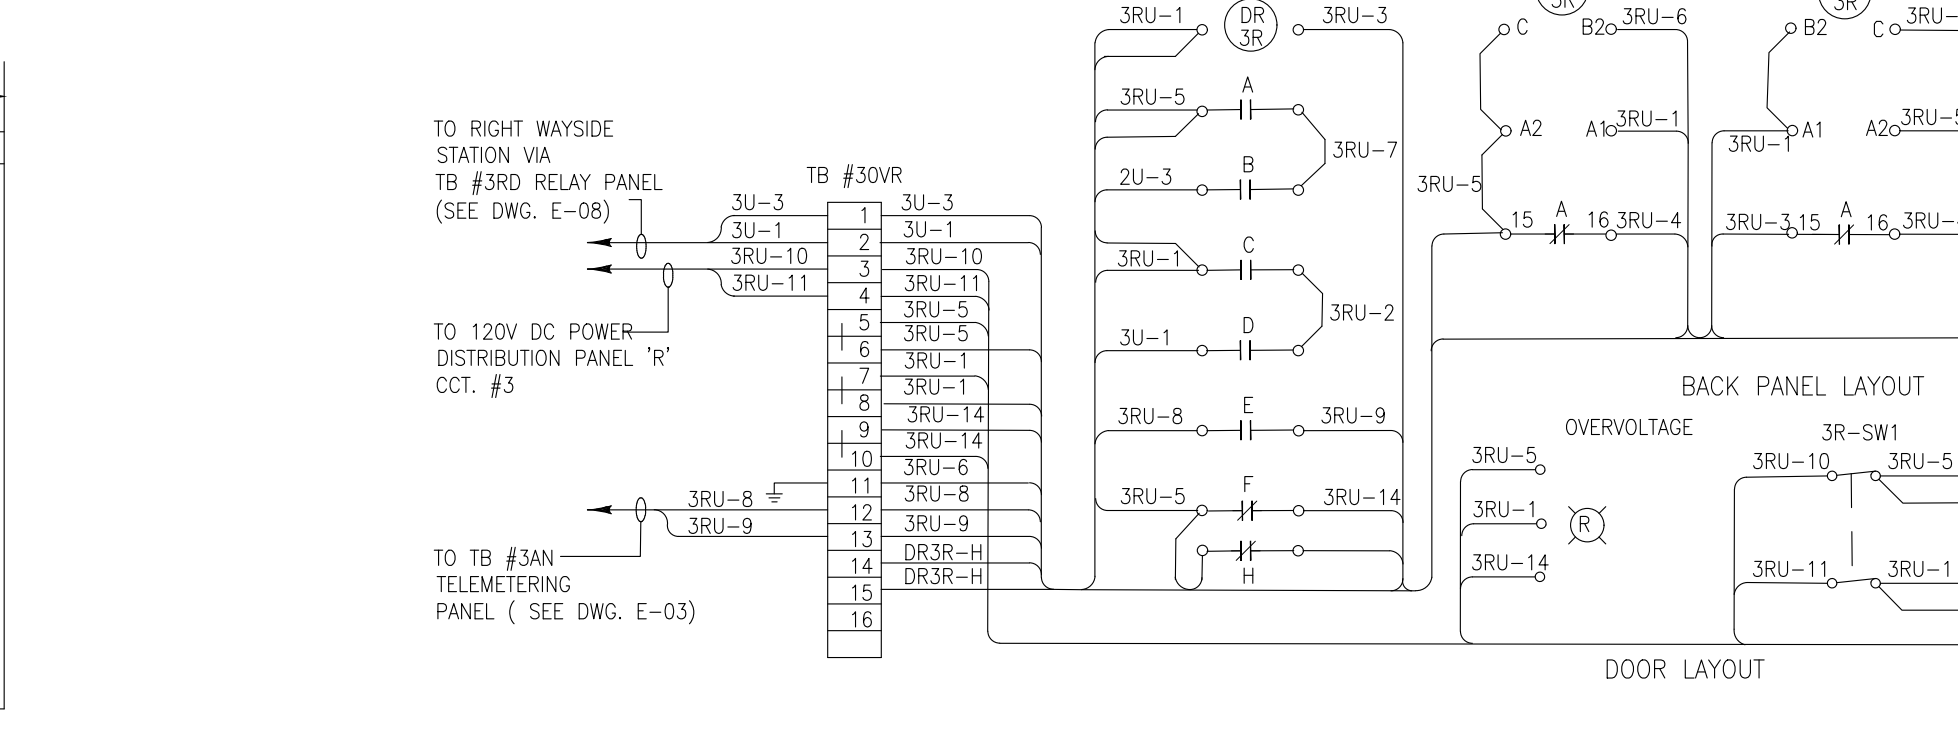 TO RIGHT WAYSIDE
STATION VIA
TB #3RD RELAY PANEL
(SEE DWG. E-08)
TO 120V DC POWER
DISTRIBUTION PANEL 'R'
CCT. #3
TO TB #3AN
TELEMETERING
PANEL ( SEE DWG. E-03)
3U-3
3U-1
3RU-10
3RU-11
3RU-8
3RU-9
TB #30VR
1
2
3
4
5
6
7
8
9
10
11
12
13
14
15
16
3U-3
3U-1
3RU-10
3RU-11
3RU-5
3RU-5
3RU-1
3RU-1
3RU-14
3RU-14
3RU-6
3RU-8
3RU-9
DR3R-H
DR3R-H
3RU-1
DR
3R
3RU-3
3RU-5
A
3RU-7
2U-3
B
3RU-1
C
3RU-2
3U-1
D
3RU-8
E
3RU-9
3RU-5
F
3RU-14
H
3R
C
B2
3RU-6
A2
A1
3RU-1
3RU-5
15
A
16
3RU-4
3R
B2
C
3RU-
A1
3RU-1
A2
3RU-5
3RU-3
15
A
16
3RU-
BACK PANEL LAYOUT
OVERVOLTAGE
3RU-5
3RU-1
R
3RU-14
3R-SW1
3RU-10
3RU-5
3RU-11
3RU-1
DOOR LAYOUT